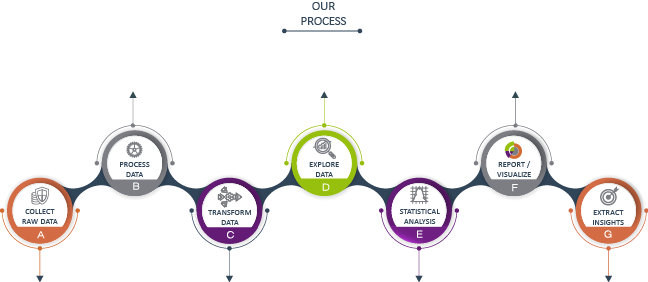 OUR
PROCESS
COLLECT
RAW DATA
A
PROCESS
DATA
B
TRANSFORM
DATA
C
EXPLORE
DATA
D
STATISTICAL
ANALYSIS
E
REPORT /
VISUALIZE
F
EXTRACT
INSIGHTS
G